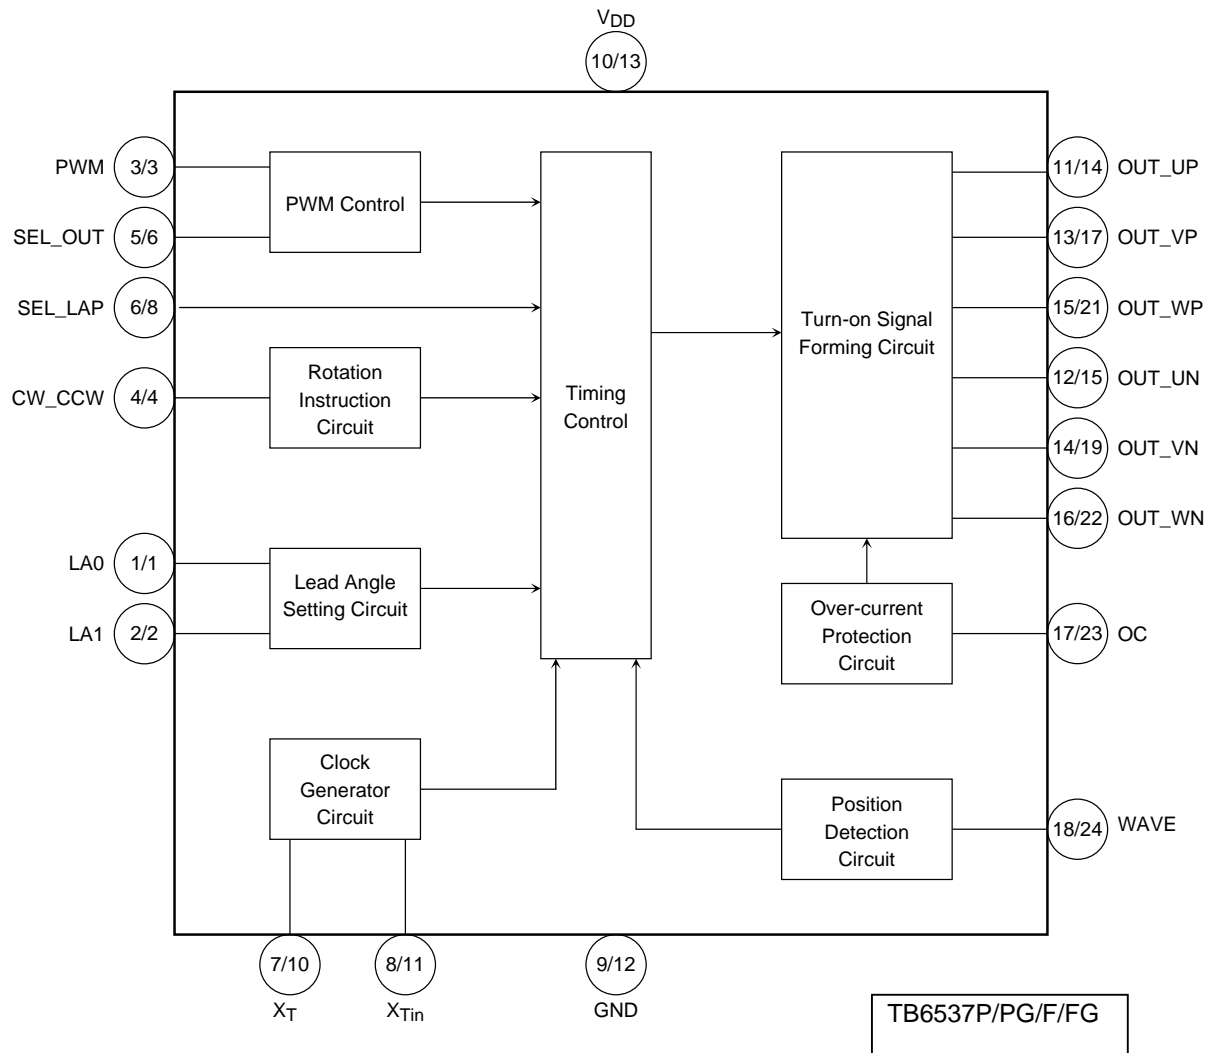 VDD
10/13
PWM 3/3
SEL_OUT 5/6
SEL_LAP 6/8
CW_CCW 4/4
LA0 1/1
LA1 2/2
PWM Control
Rotation
Instruction
Circuit
Lead Angle
Setting Circuit
Clock
Generator
Circuit
Timing
Control
Turn-on Signal
Forming Circuit
Over-current
Protection
Circuit
Position
Detection
Circuit
11/14 OUT_UP
13/17 OUT_VP
15/21 OUT_WP
12/15 OUT_UN
14/19 OUT_VN
16/22 OUT_WN
17/23 OC
18/24 WAVE
7/10
XT
8/11
XTin
9/12
GND
TB6537P/PG/F/FG